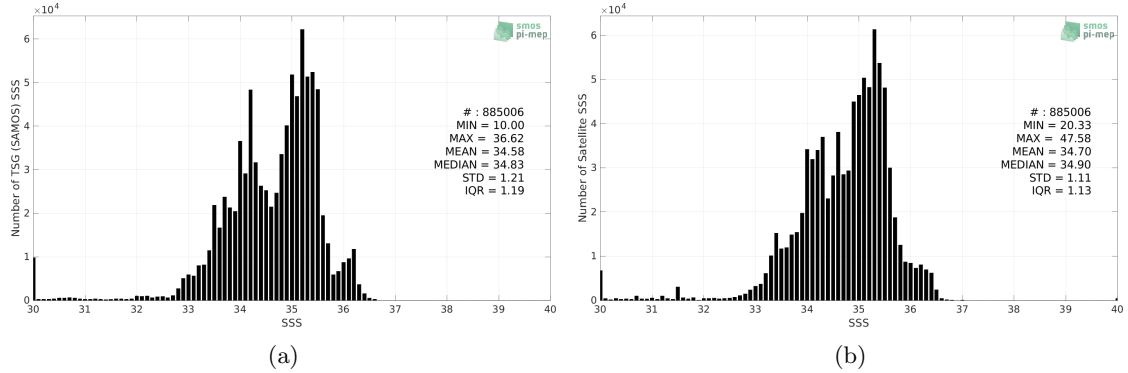 ×10⁴
smos
pi-mep
Number of TSG (SAMOS) SSS
6
5
4
3
2
1
0
# : 885006
MIN = 10.00
MAX = 36.62
MEAN = 34.58
MEDIAN = 34.83
STD = 1.21
IQR = 1.19
30 31 32 33 34 35 36 37 38 39 40
SSS
(a)
×10⁴
smos
pi-mep
Number of Satellite SSS
6
5
4
3
2
1
0
# : 885006
MIN = 20.33
MAX = 47.58
MEAN = 34.70
MEDIAN = 34.90
STD = 1.11
IQR = 1.13
30 31 32 33 34 35 36 37 38 39 40
SSS
(b)